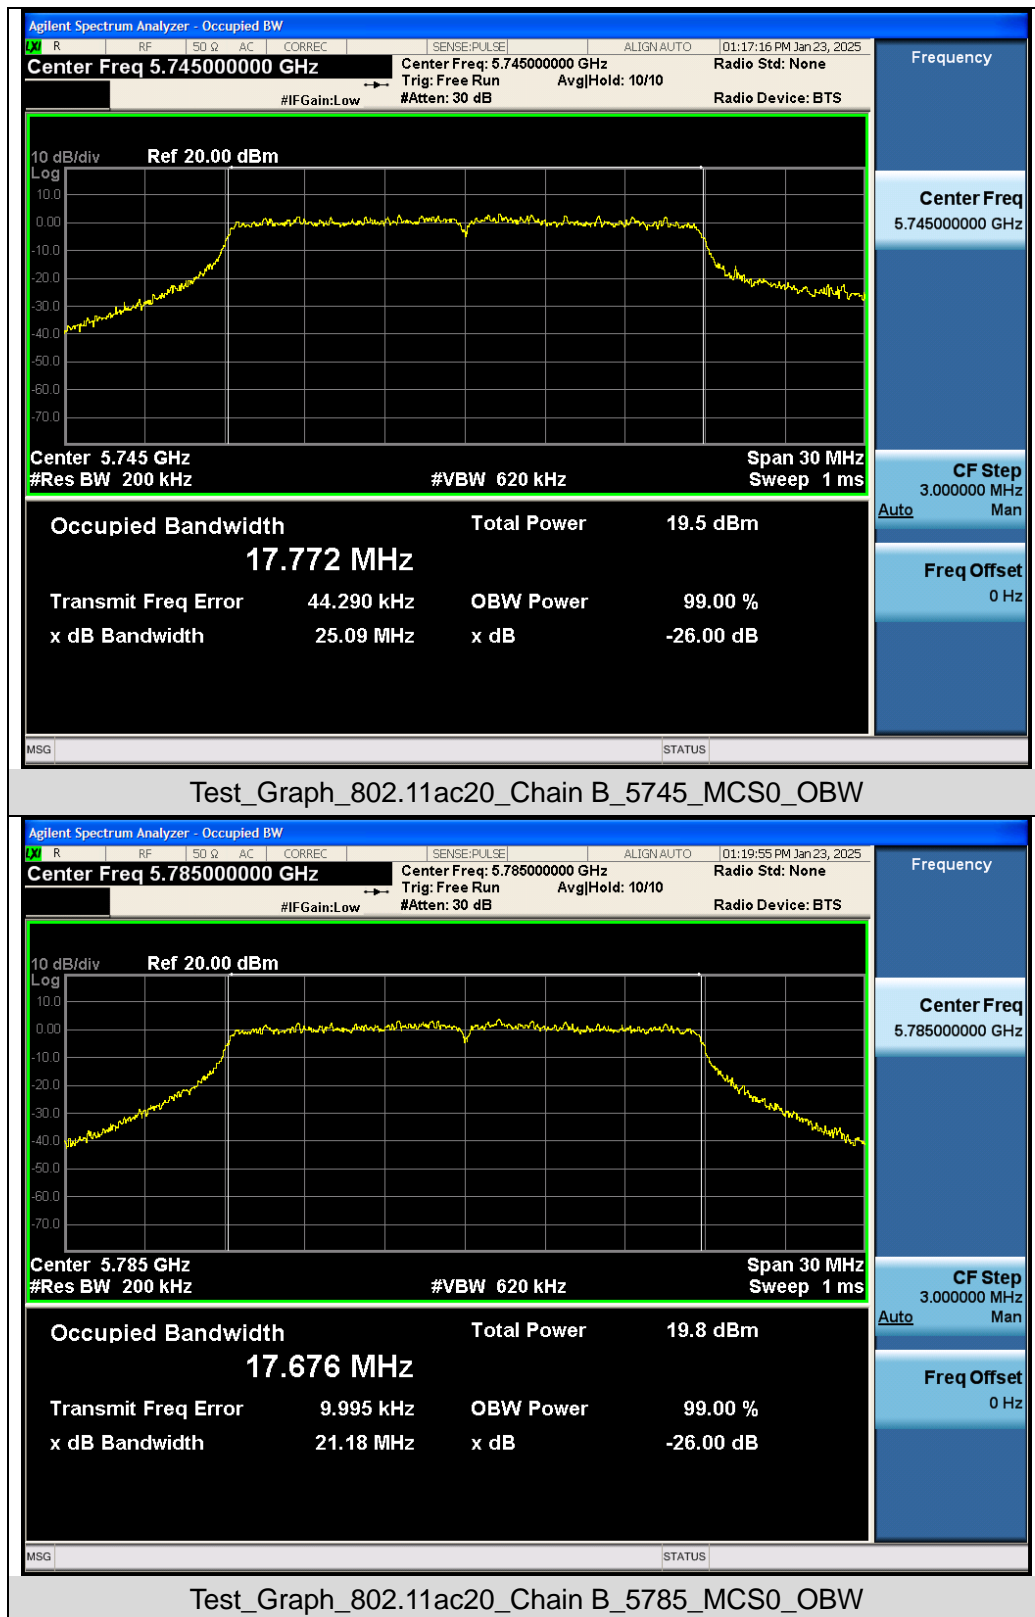 Agilent Spectrum Analyzer - Occupied BW
LXI R RF 50 Ω AC CORREC SENSE:PULSE ALIGN AUTO 01:17:16 PM Jan 23, 2025
Center Freq 5.745000000 GHz Center Freq: 5.745000000 GHz Radio Std: None
Trig: Free Run Avg|Hold: 10/10
#IFGain:Low #Atten: 30 dB Radio Device: BTS
Frequency
10 dB/div Ref 20.00 dBm
Log
10.0
0.00
-10.0
-20.0
-30.0
-40.0
-50.0
-60.0
-70.0
Center 5.745 GHz Span 30 MHz
#Res BW 200 kHz #VBW 620 kHz Sweep 1 ms
Center Freq
5.745000000 GHz
CF Step
3.000000 MHz
Auto Man
Freq Offset
0 Hz
Occupied Bandwidth Total Power 19.5 dBm
17.772 MHz
Transmit Freq Error 44.290 kHz OBW Power 99.00 %
x dB Bandwidth 25.09 MHz x dB -26.00 dB
MSG STATUS
Test_Graph_802.11ac20_Chain B_5745_MCS0_OBW
Agilent Spectrum Analyzer - Occupied BW
LXI R RF 50 Ω AC CORREC SENSE:PULSE ALIGN AUTO 01:19:55 PM Jan 23, 2025
Center Freq 5.785000000 GHz Center Freq: 5.785000000 GHz Radio Std: None
Trig: Free Run Avg|Hold: 10/10
#IFGain:Low #Atten: 30 dB Radio Device: BTS
Frequency
10 dB/div Ref 20.00 dBm
Log
10.0
0.00
-10.0
-20.0
-30.0
-40.0
-50.0
-60.0
-70.0
Center 5.785 GHz Span 30 MHz
#Res BW 200 kHz #VBW 620 kHz Sweep 1 ms
Center Freq
5.785000000 GHz
CF Step
3.000000 MHz
Auto Man
Freq Offset
0 Hz
Occupied Bandwidth Total Power 19.8 dBm
17.676 MHz
Transmit Freq Error 9.995 kHz OBW Power 99.00 %
x dB Bandwidth 21.18 MHz x dB -26.00 dB
MSG STATUS
Test_Graph_802.11ac20_Chain B_5785_MCS0_OBW